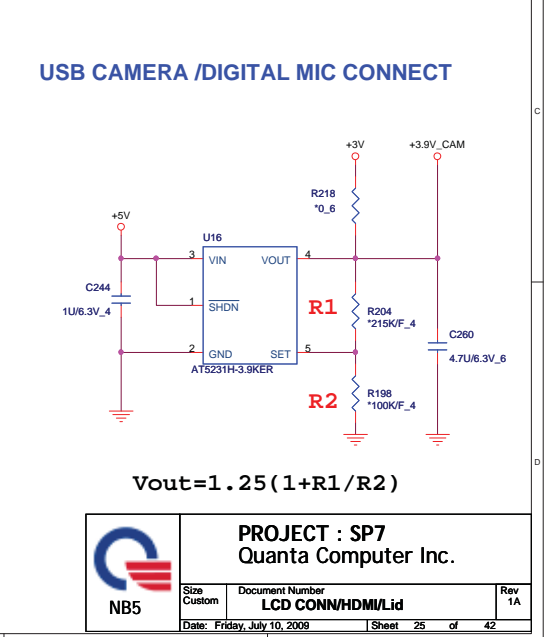 USB CAMERA /DIGITAL MIC CONNECT
C
+3V
+3.9V_CAM
R218
*0_6
+5V
U16
3
VIN
VOUT
4
C244
1U/6.3V_4
1
SHDN
R1
R204
*215K/F_4
C260
4.7U/6.3V_6
2
GND
SET
5
AT5231H-3.9KER
R2
R198
*100K/F_4
D
Vout=1.25(1+R1/R2)
PROJECT : SP7
Quanta Computer Inc.
NB5
Size
Custom
Document Number
LCD CONN/HDMI/Lid
Rev
1A
Date: Friday, July 10, 2009
Sheet 25 of 42